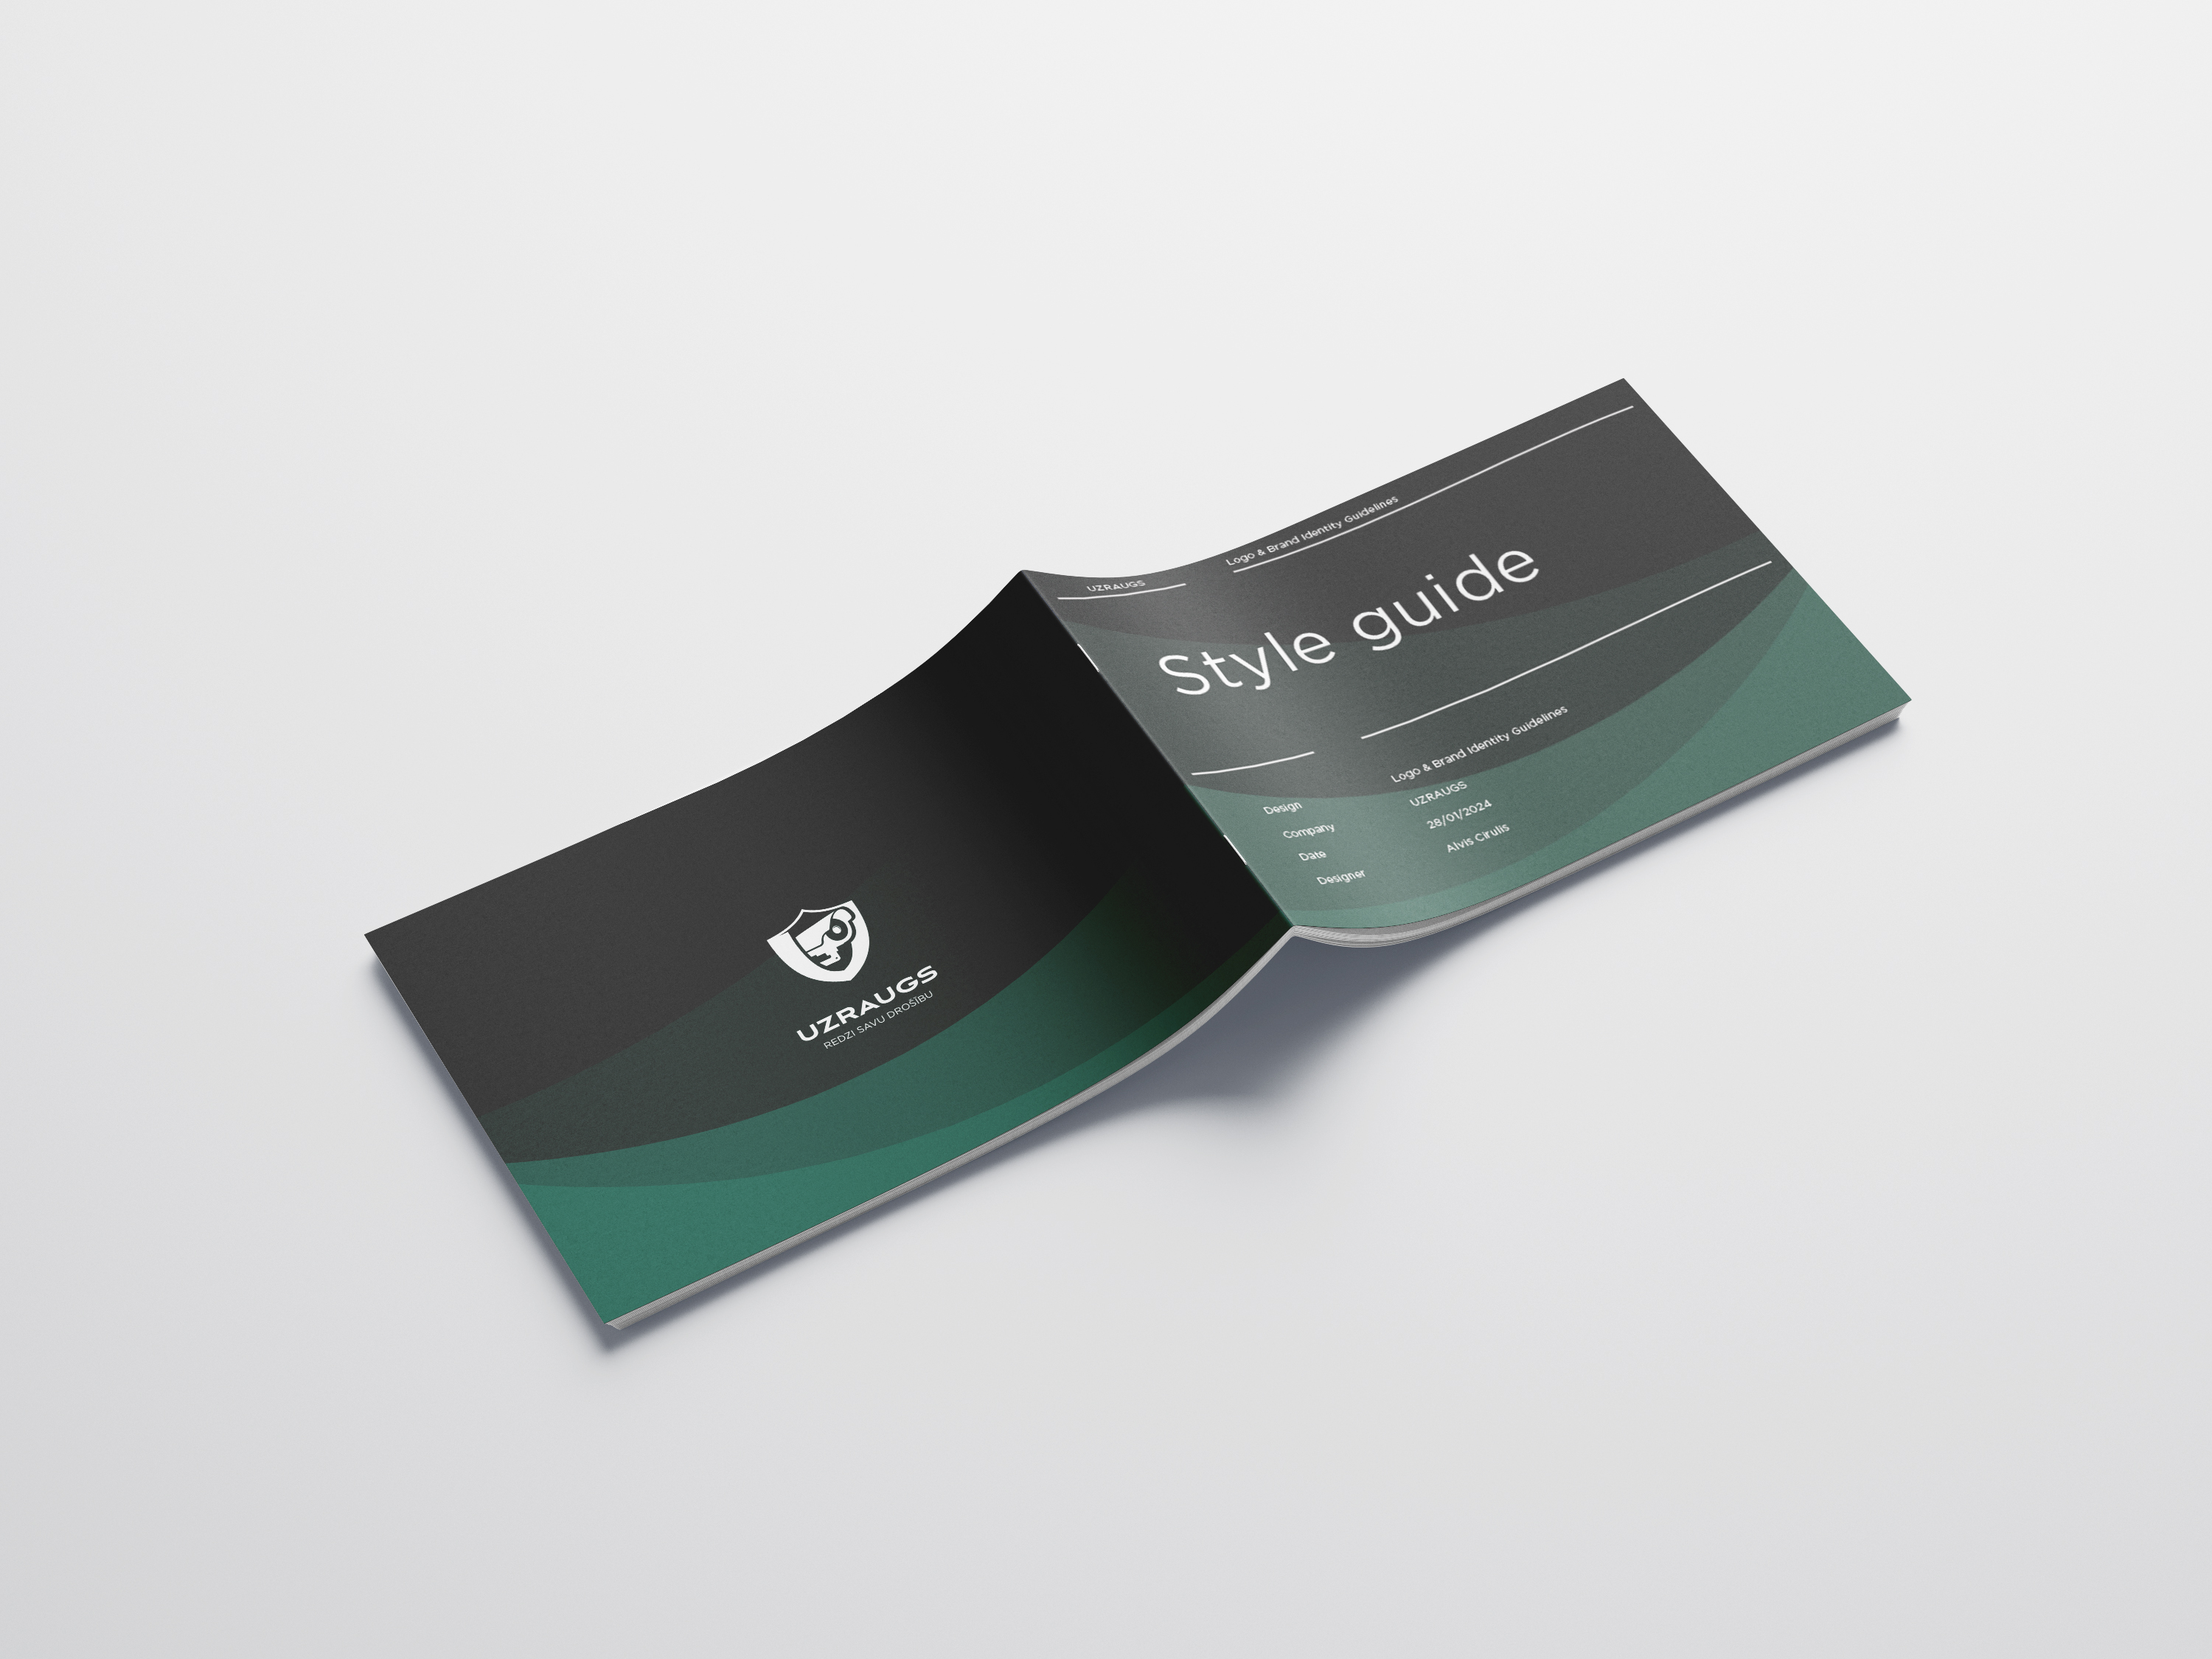 UZRAUGS
Logo & Brand Identity Guidelines
Style guide
Design Logo & Brand Identity Guidelines
Company UZRAUGS
Date 28/01/2024
Designer Alvis Cirulis
UZRAUGS
REDZI SAVU DROŠĪBU